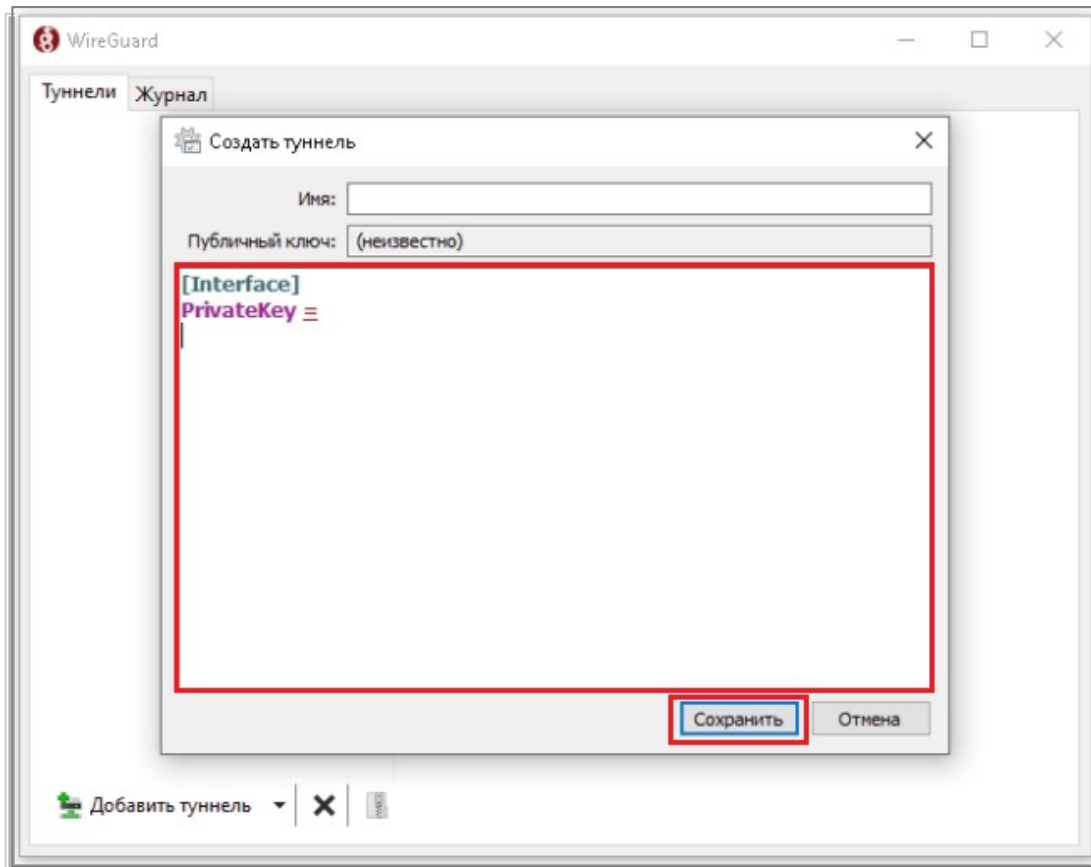 WireGuard
Туннели Журнал
Создать туннель
Имя:
Публичный ключ: (неизвестно)
[Interface]
PrivateKey =
Сохранить Отмена
Добавить туннель